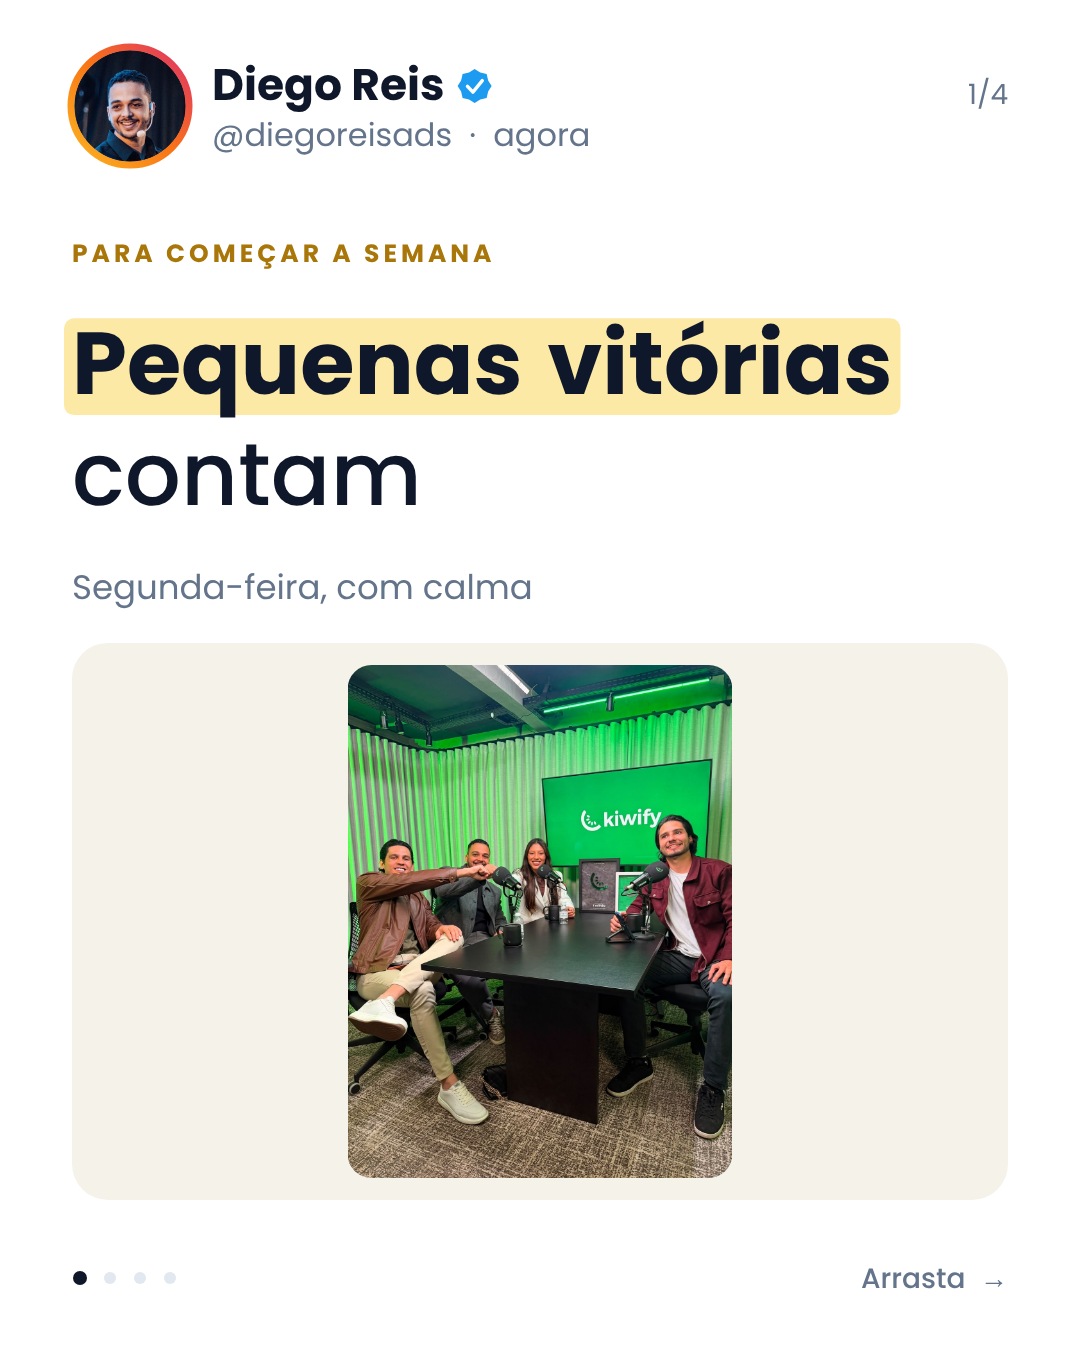 Diego Reis
@diegoreisads · agora
1/4
PARA COMEÇAR A SEMANA
Pequenas vitórias
contam
Segunda-feira, com calma
kiwify
Arrasta →